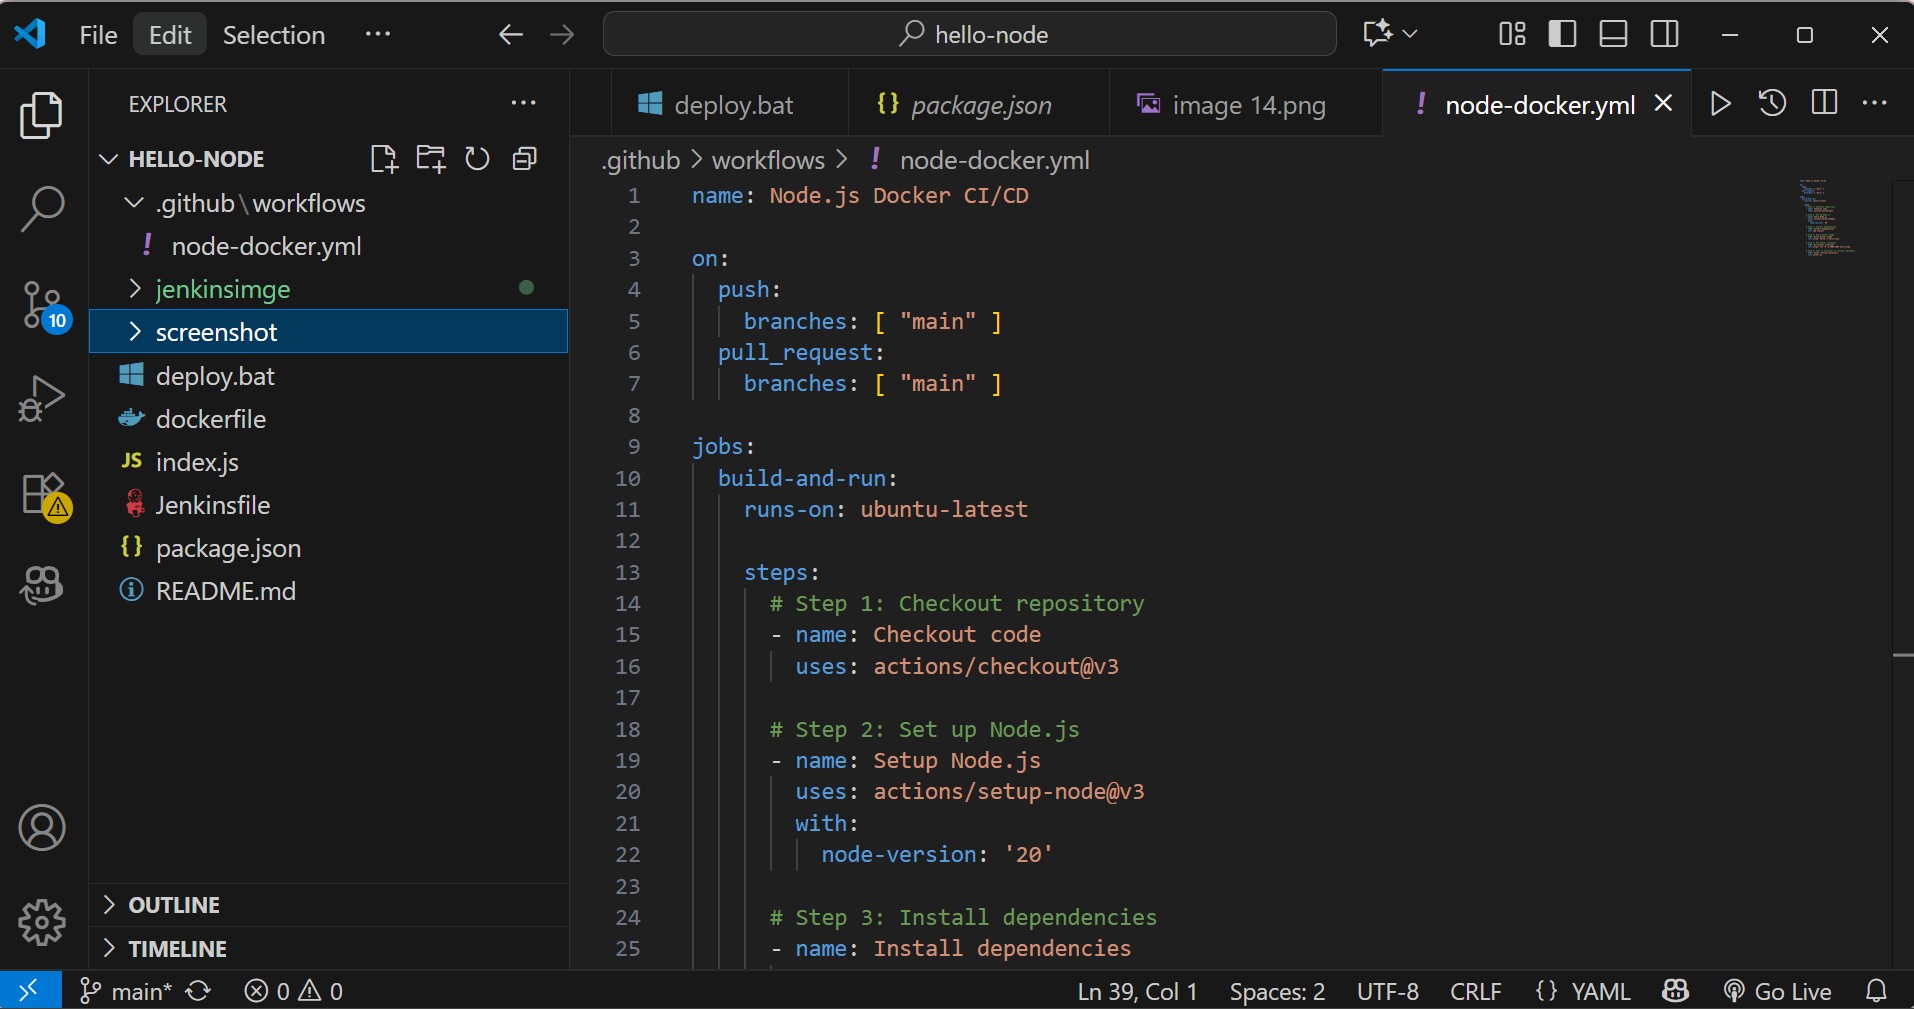 File Edit Selection ··· hello-node
EXPLORER ···
HELLO-NODE
.github\workflows
node-docker.yml
jenkinsimge
screenshot
deploy.bat
dockerfile
JS index.js
Jenkinsfile
{} package.json
README.md
OUTLINE
TIMELINE
10
deploy.bat {} package.json image 14.png ! node-docker.yml
.github > workflows > ! node-docker.yml
1 name: Node.js Docker CI/CD
2
3 on:
4 push:
5 branches: [ "main" ]
6 pull_request:
7 branches: [ "main" ]
8
9 jobs:
10 build-and-run:
11 runs-on: ubuntu-latest
12
13 steps:
14 # Step 1: Checkout repository
15 - name: Checkout code
16 uses: actions/checkout@v3
17
18 # Step 2: Set up Node.js
19 - name: Setup Node.js
20 uses: actions/setup-node@v3
21 with:
22 node-version: '20'
23
24 # Step 3: Install dependencies
25 - name: Install dependencies
main* 0 0 Ln 39, Col 1 Spaces: 2 UTF-8 CRLF {} YAML Go Live